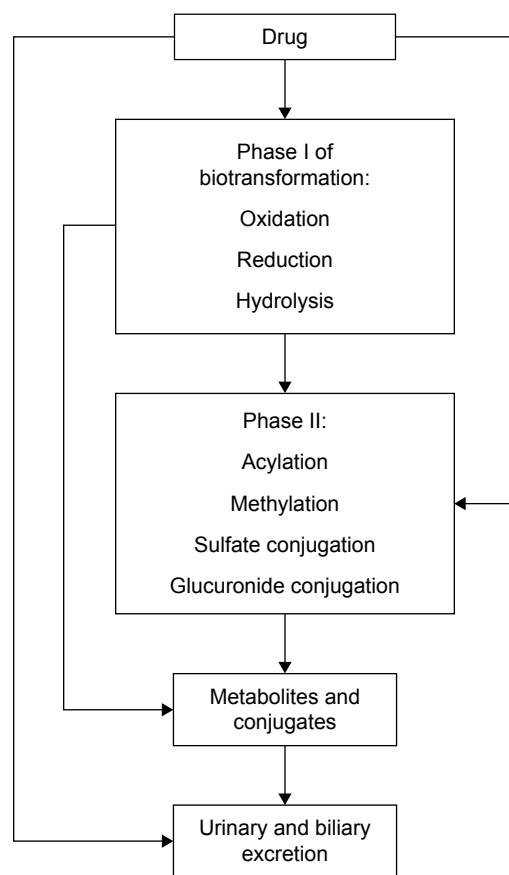 Drug
Phase I of
biotransformation:
Oxidation
Reduction
Hydrolysis
Phase II:
Acylation
Methylation
Sulfate conjugation
Glucuronide conjugation
Metabolites and
conjugates
Urinary and biliary
excretion